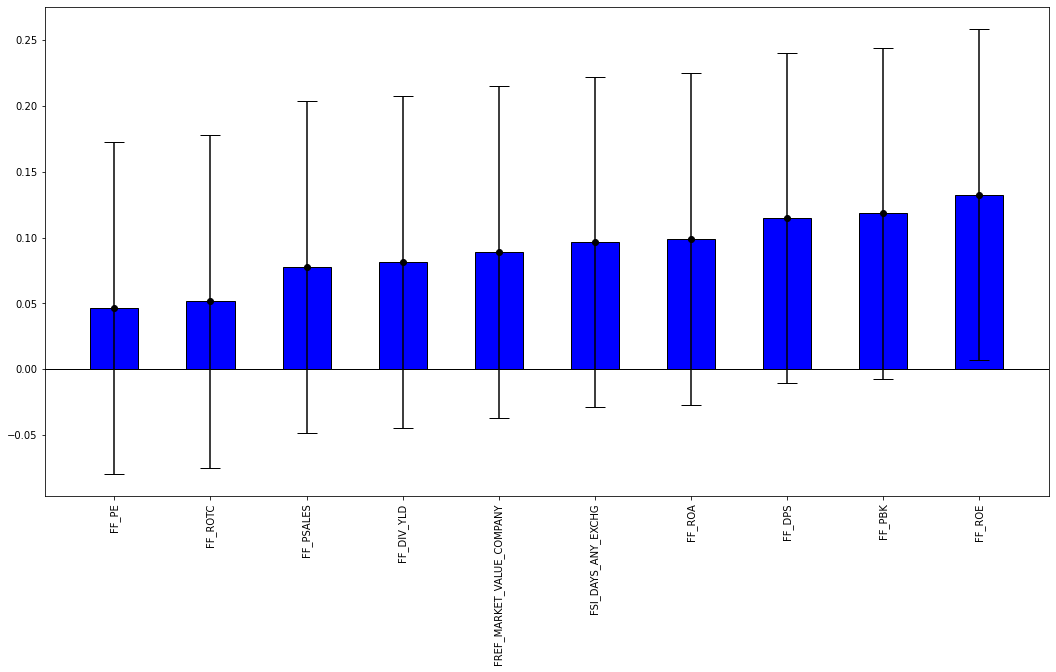 0.25
0.20
0.15
0.10
0.05
0.00
−0.05
FF_PE
FF_ROTC
FF_PSALES
FF_DIV_YLD
FREF_MARKET_VALUE_COMPANY
FSI_DAYS_ANY_EXCHG
FF_ROA
FF_DPS
FF_PBK
FF_ROE